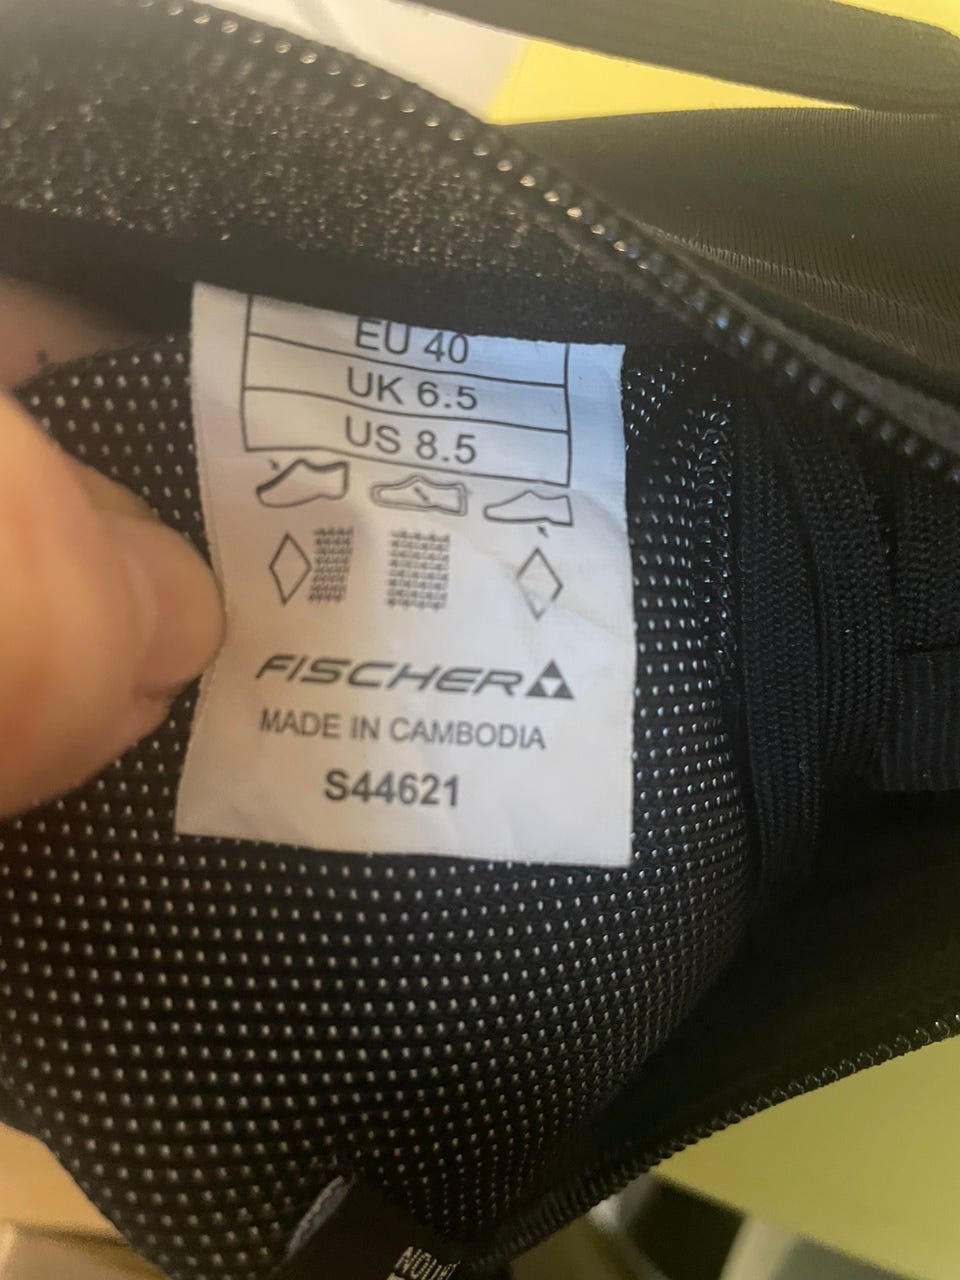 EU 40
UK 6.5
US 8.5
FISCHER
MADE IN CAMBODIA
S44621